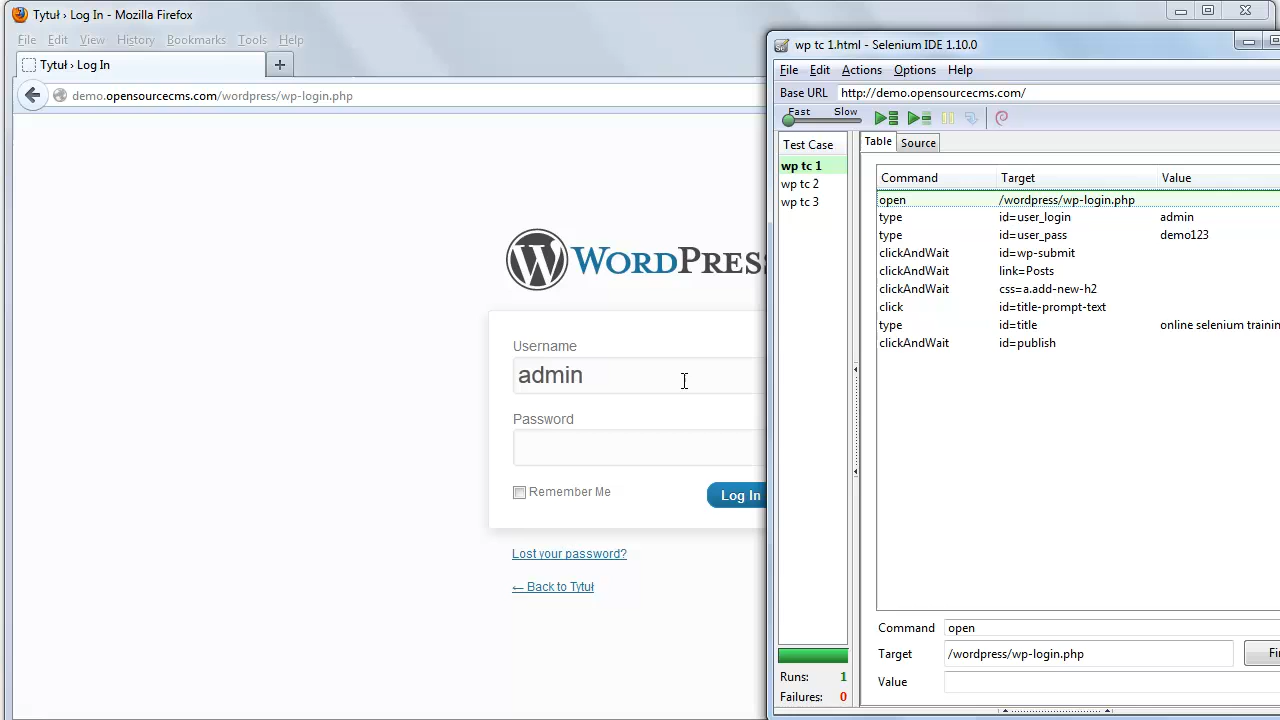 Tytuł › Log In - Mozilla Firefox
File Edit View History Bookmarks Tools Help
Tytuł › Log In
demo.opensourcecms.com/wordpress/wp-login.php
WORDPRESS
Username
admin
Password
Remember Me
Log In
Lost your password?
← Back to Tytuł
wp tc 1.html - Selenium IDE 1.10.0
File Edit Actions Options Help
Base URL http://demo.opensourcecms.com/
Fast Slow
Test Case
wp tc 1
wp tc 2
wp tc 3
Runs: 1
Failures: 0
Table Source
Command Target Value
open /wordpress/wp-login.php
type id=user_login admin
type id=user_pass demo123
clickAndWait id=wp-submit
clickAndWait link=Posts
clickAndWait css=a.add-new-h2
click id=title-prompt-text
type id=title online selenium trainin
clickAndWait id=publish
Command open
Target /wordpress/wp-login.php Fi
Value